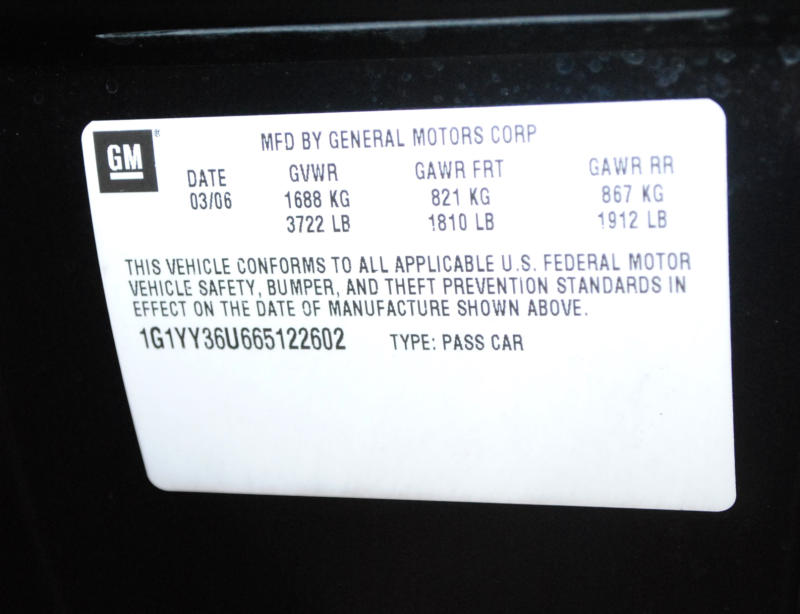 GM®
MFD BY GENERAL MOTORS CORP
DATE GVWR GAWR FRT GAWR RR
03/06 1688 KG 821 KG 867 KG
3722 LB 1810 LB 1912 LB
THIS VEHICLE CONFORMS TO ALL APPLICABLE U.S. FEDERAL MOTOR
VEHICLE SAFETY, BUMPER, AND THEFT PREVENTION STANDARDS IN
EFFECT ON THE DATE OF MANUFACTURE SHOWN ABOVE.
1G1YY36U665122602 TYPE: PASS CAR